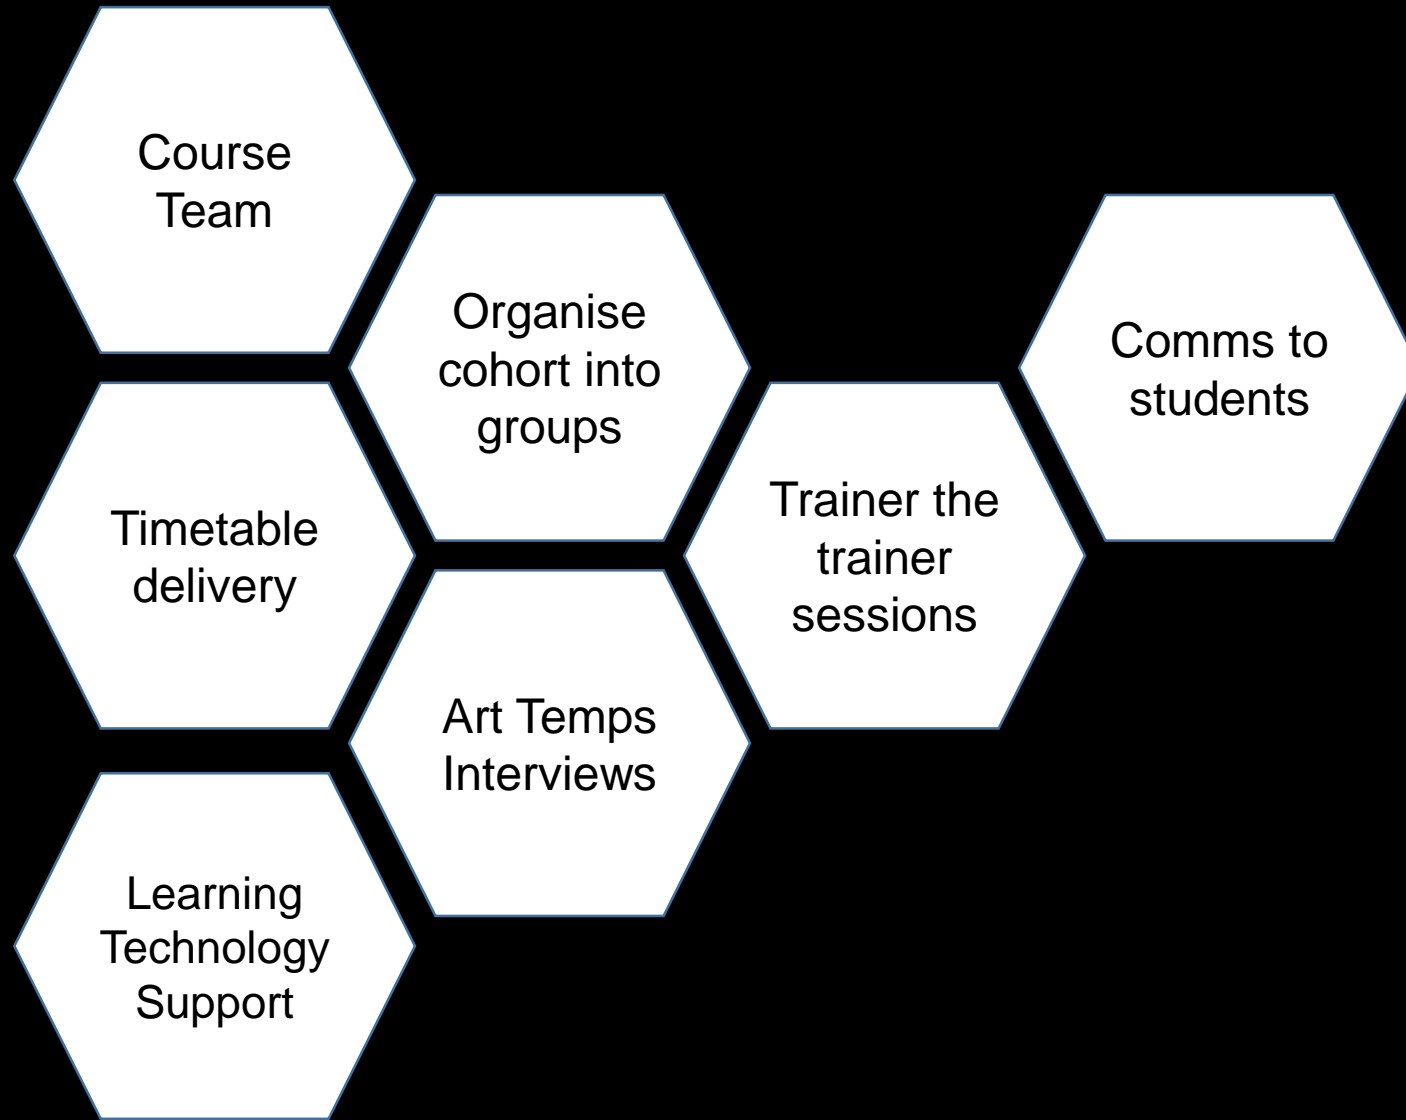 Course
Team
Organise
cohort into
groups
Comms to
students
Timetable
delivery
Trainer the
trainer
sessions
Art Temps
Interviews
Learning
Technology
Support